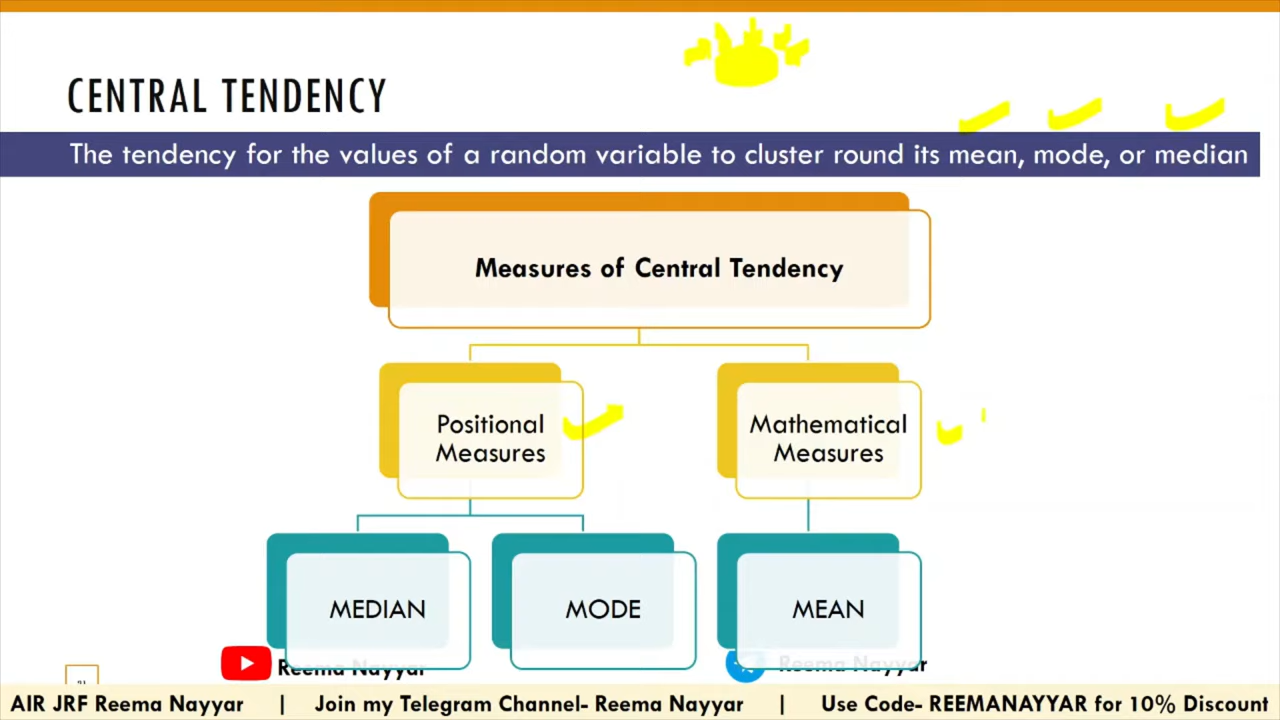 CENTRAL TENDENCY
The tendency for the values of a random variable to cluster round its mean, mode, or median
Measures of Central Tendency
Positional
Measures
Mathematical
Measures
MEDIAN
MODE
MEAN
Reema Nayyar
Reema Nayyar
AIR JRF Reema Nayyar | Join my Telegram Channel- Reema Nayyar | Use Code- REEMANAYYAR for 10% Discount